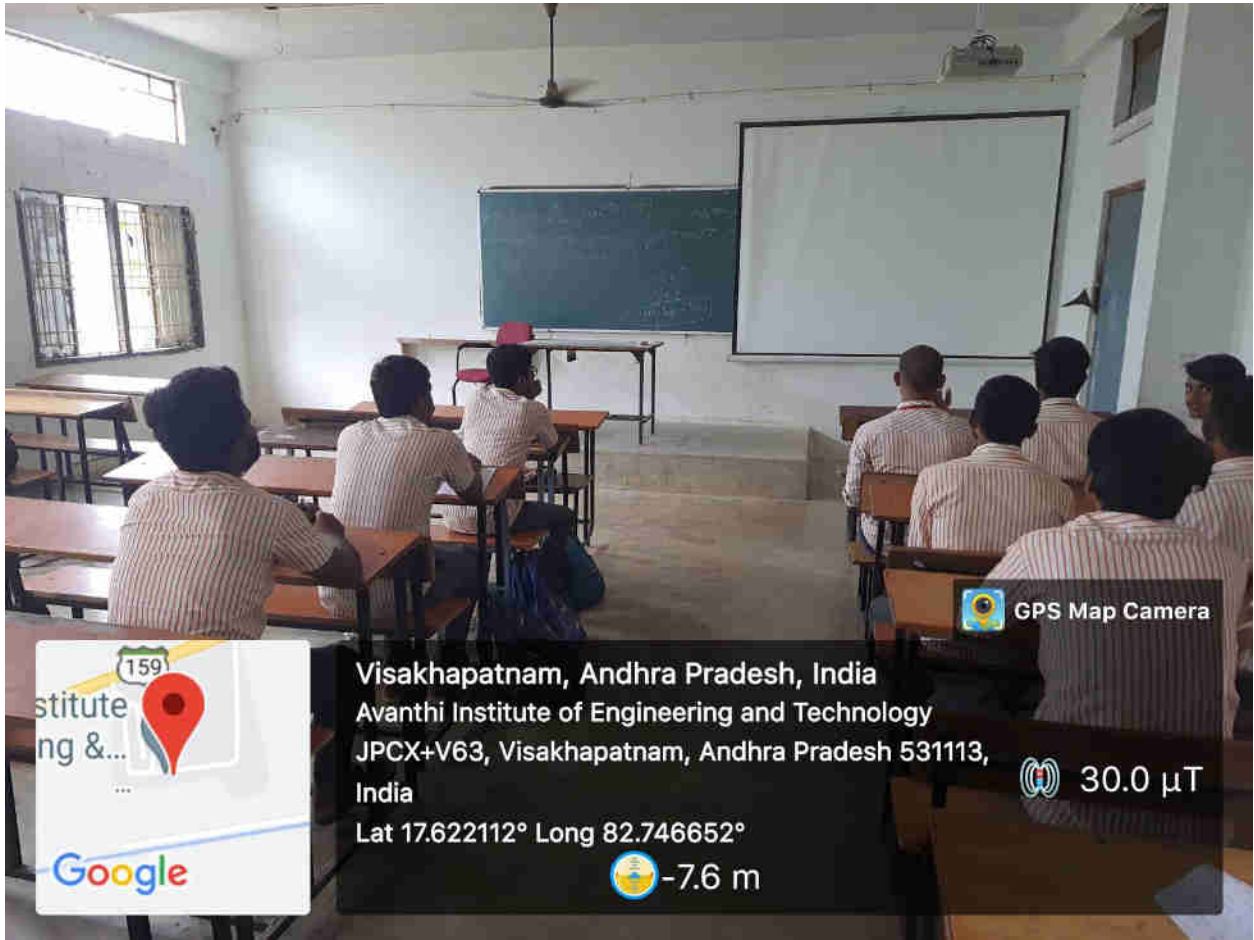 GPS Map Camera
159
stitute
ng &...
...
Google
Visakhapatnam, Andhra Pradesh, India
Avanthi Institute of Engineering and Technology
JPCX+V63, Visakhapatnam, Andhra Pradesh 531113,
India
Lat 17.622112° Long 82.746652°
-7.6 m
30.0 µT